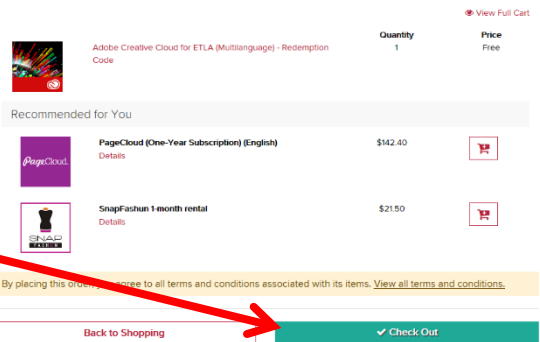 View Full Cart
Quantity Price
Adobe Creative Cloud for ETLA (Multilanguage) - Redemption 1 Free
Code
Recommended for You
PageCloud (One-Year Subscription) (English) $142.40
Details
PageCloud.
SnapFashun 1-month rental $21.50
Details
SNAP
By placing this order, you agree to all terms and conditions associated with its items. View all terms and conditions.
Back to Shopping Check Out